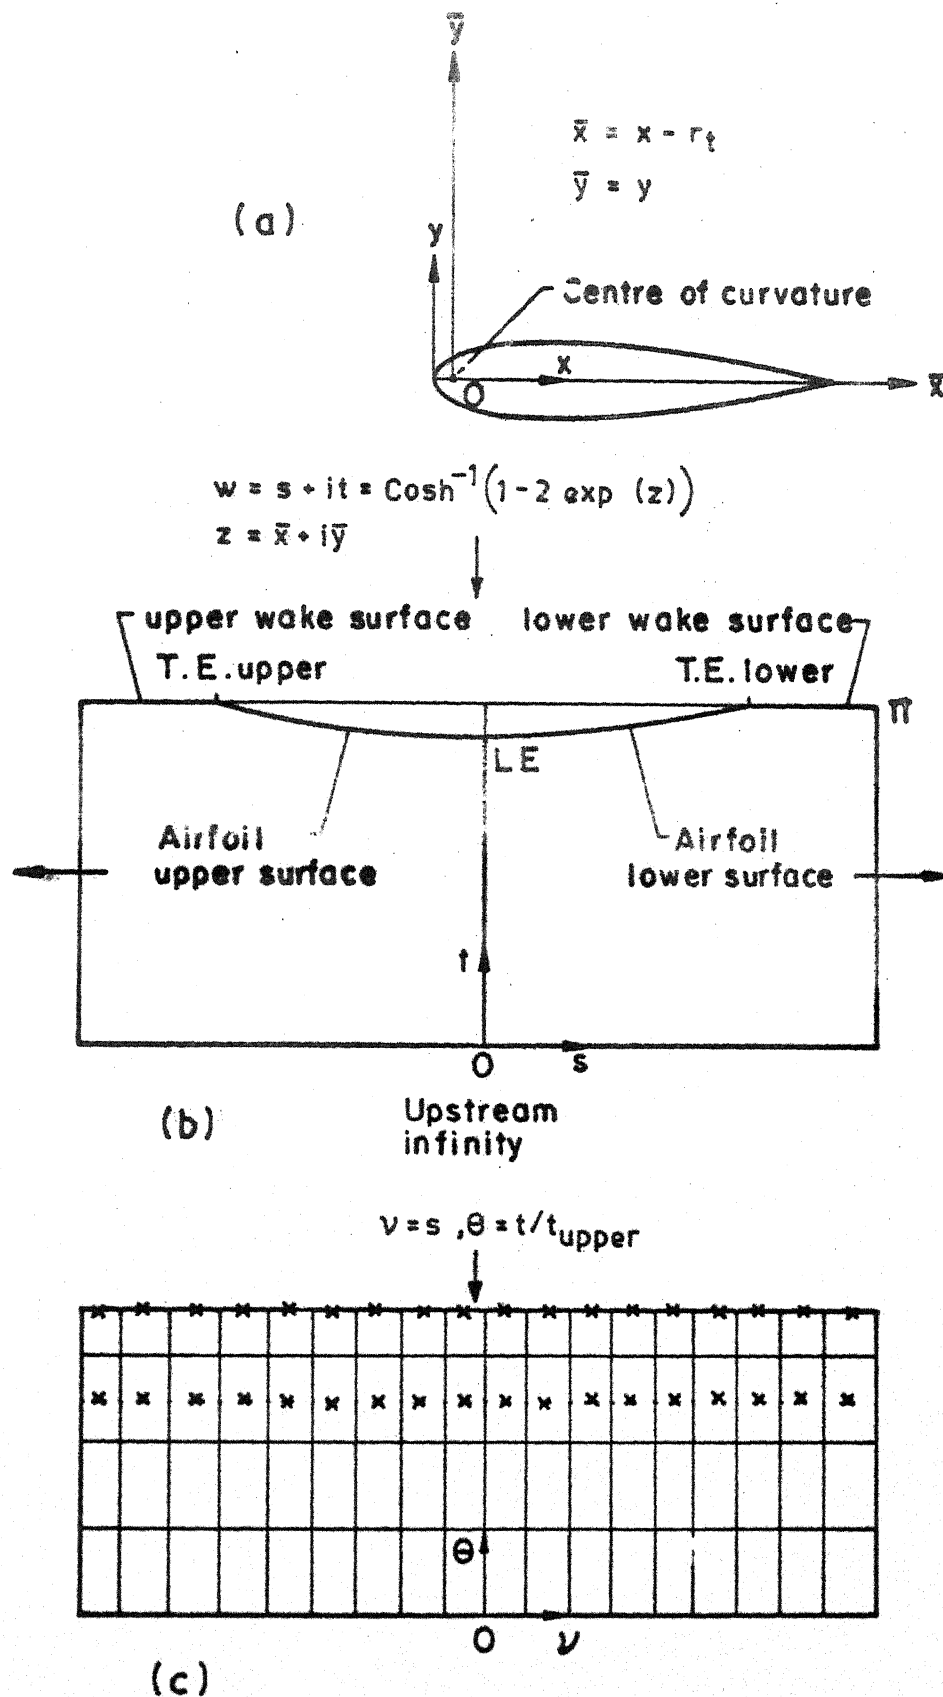 ȳ
x̄ = x - r_t
ȳ = y
(a)
y
Centre of curvature
x
O
x̄
w = s + it = Cosh⁻¹(1-2 exp (z))
z = x̄ + iȳ
upper wake surface lower wake surface
T.E. upper T.E. lower
π
LE
Airfoil Airfoil
upper surface lower surface
t
O s
(b)
Upstream
infinity
ν = s , θ = t/t_upper
θ
O ν
(c)